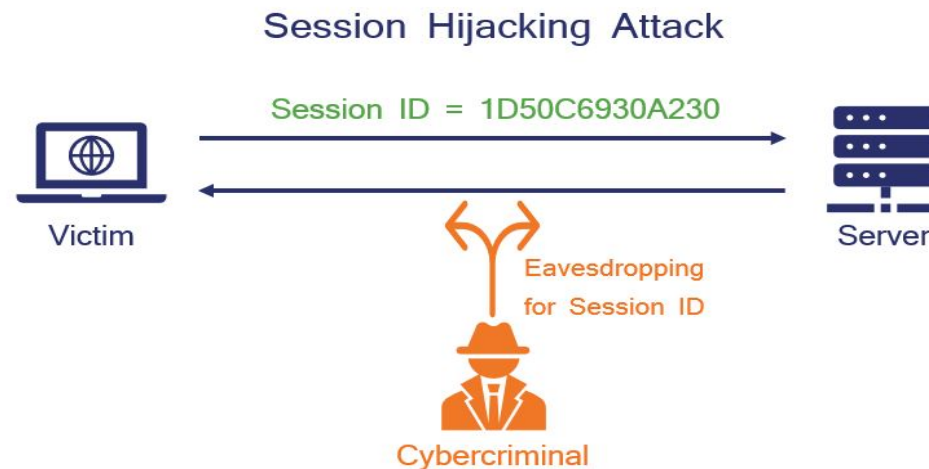 Session Hijacking Attack
Session ID = 1D50C6930A230
Victim
Server
Eavesdropping
for Session ID
Cybercriminal